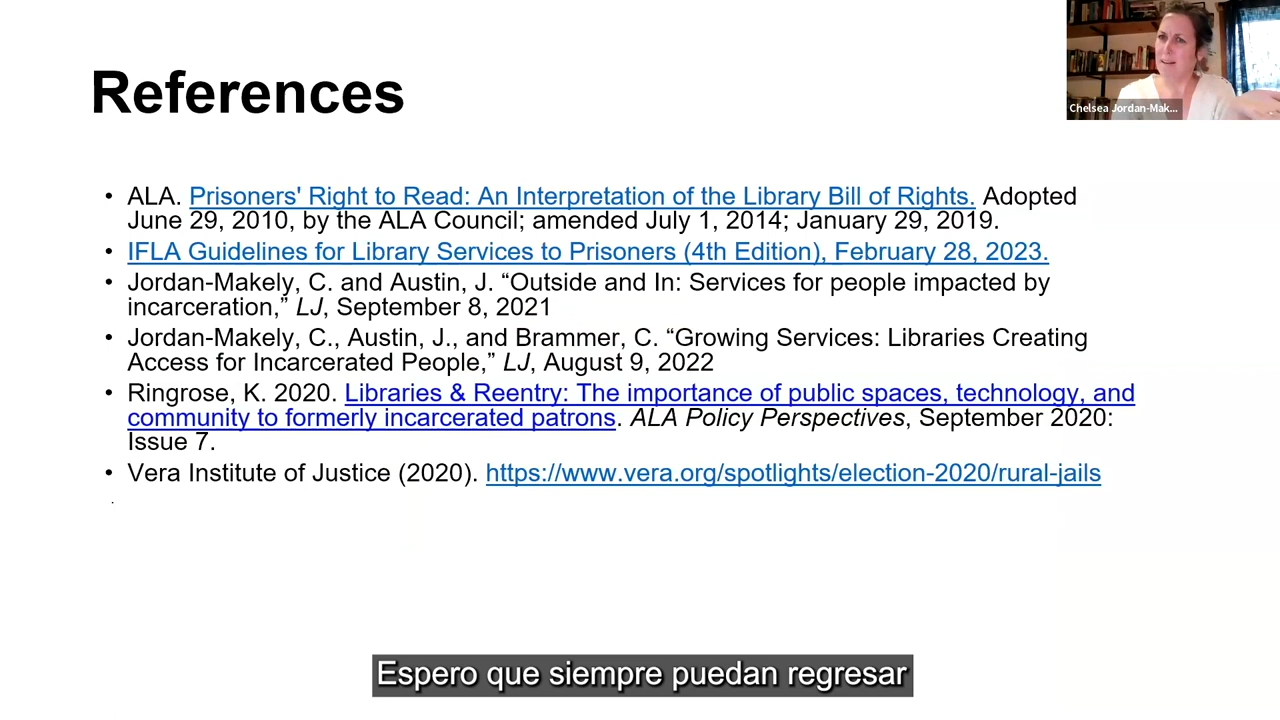 References
Chelsea Jordan-Mak...
• ALA. Prisoners' Right to Read: An Interpretation of the Library Bill of Rights. Adopted
June 29, 2010, by the ALA Council; amended July 1, 2014; January 29, 2019.
• IFLA Guidelines for Library Services to Prisoners (4th Edition), February 28, 2023.
• Jordan-Makely, C. and Austin, J. “Outside and In: Services for people impacted by
incarceration,” LJ, September 8, 2021
• Jordan-Makely, C., Austin, J., and Brammer, C. “Growing Services: Libraries Creating
Access for Incarcerated People,” LJ, August 9, 2022
• Ringrose, K. 2020. Libraries & Reentry: The importance of public spaces, technology, and
community to formerly incarcerated patrons. ALA Policy Perspectives, September 2020:
Issue 7.
• Vera Institute of Justice (2020). https://www.vera.org/spotlights/election-2020/rural-jails
Espero que siempre puedan regresar